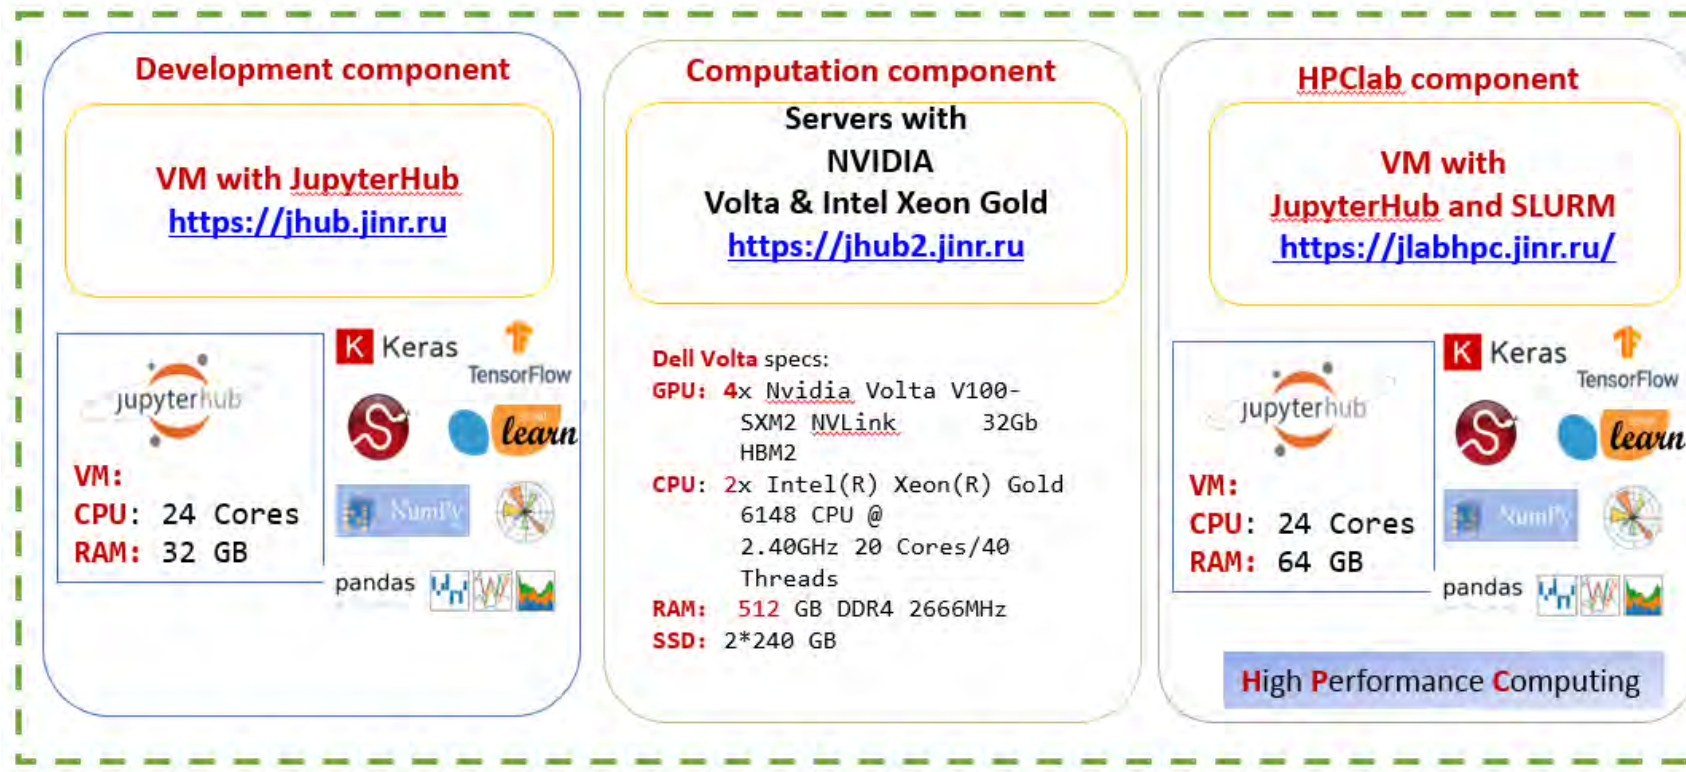 Development component
VM with JupyterHub
https://jhub.jinr.ru
jupyterhub
VM:
CPU: 24 Cores
RAM: 32 GB
K Keras
TensorFlow
S
learn
NumPy
pandas
Computation component
Servers with
NVIDIA
Volta & Intel Xeon Gold
https://jhub2.jinr.ru
Dell Volta specs:
GPU: 4x Nvidia Volta V100-
SXM2 NVLink 32Gb
HBM2
CPU: 2x Intel(R) Xeon(R) Gold
6148 CPU @
2.40GHz 20 Cores/40
Threads
RAM: 512 GB DDR4 2666MHz
SSD: 2*240 GB
HPClab component
VM with
JupyterHub and SLURM
https://jlabhpc.jinr.ru/
jupyterhub
VM:
CPU: 24 Cores
RAM: 64 GB
K Keras
TensorFlow
S
learn
NumPy
pandas
High Performance Computing